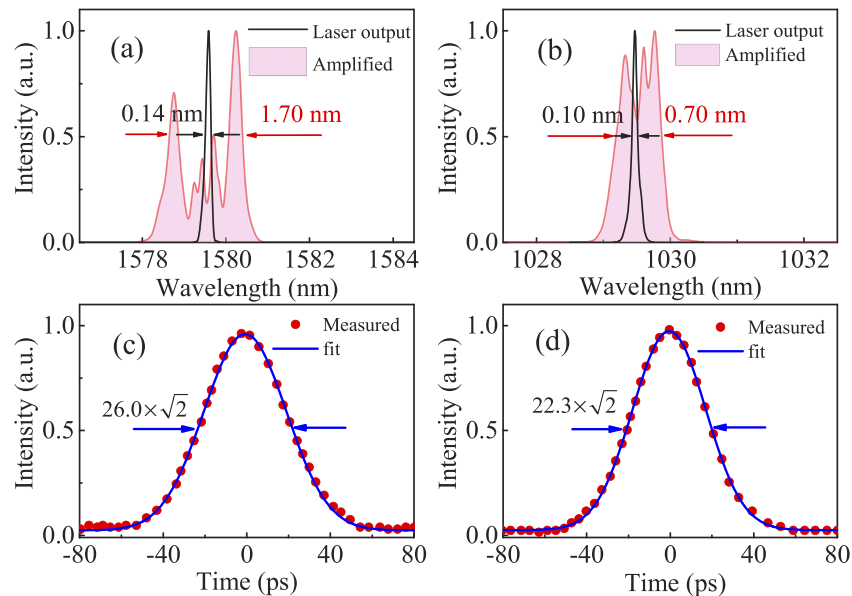 (a)
Laser output
Amplified
0.14 nm
1.70 nm
Intensity (a.u.)
1.0
0.5
0.0
1578
1580
1582
1584
Wavelength (nm)
(b)
Laser output
Amplified
0.10 nm
0.70 nm
Intensity (a.u.)
1.0
0.5
0.0
1028
1030
1032
Wavelength (nm)
(c)
Measured
fit
26.0×√2
Intensity (a.u.)
1.0
0.5
0.0
-80
-40
0
40
80
Time (ps)
(d)
Measured
fit
22.3×√2
Intensity (a.u.)
1.0
0.5
0.0
-80
-40
0
40
80
Time (ps)